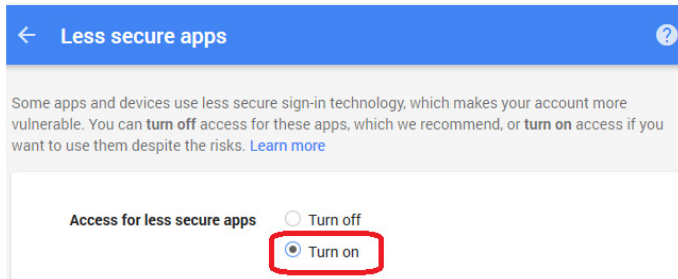 Less secure apps
Some apps and devices use less secure sign-in technology, which makes your account more
vulnerable. You can turn off access for these apps, which we recommend, or turn on access if you
want to use them despite the risks. Learn more
Access for less secure apps Turn off
Turn on